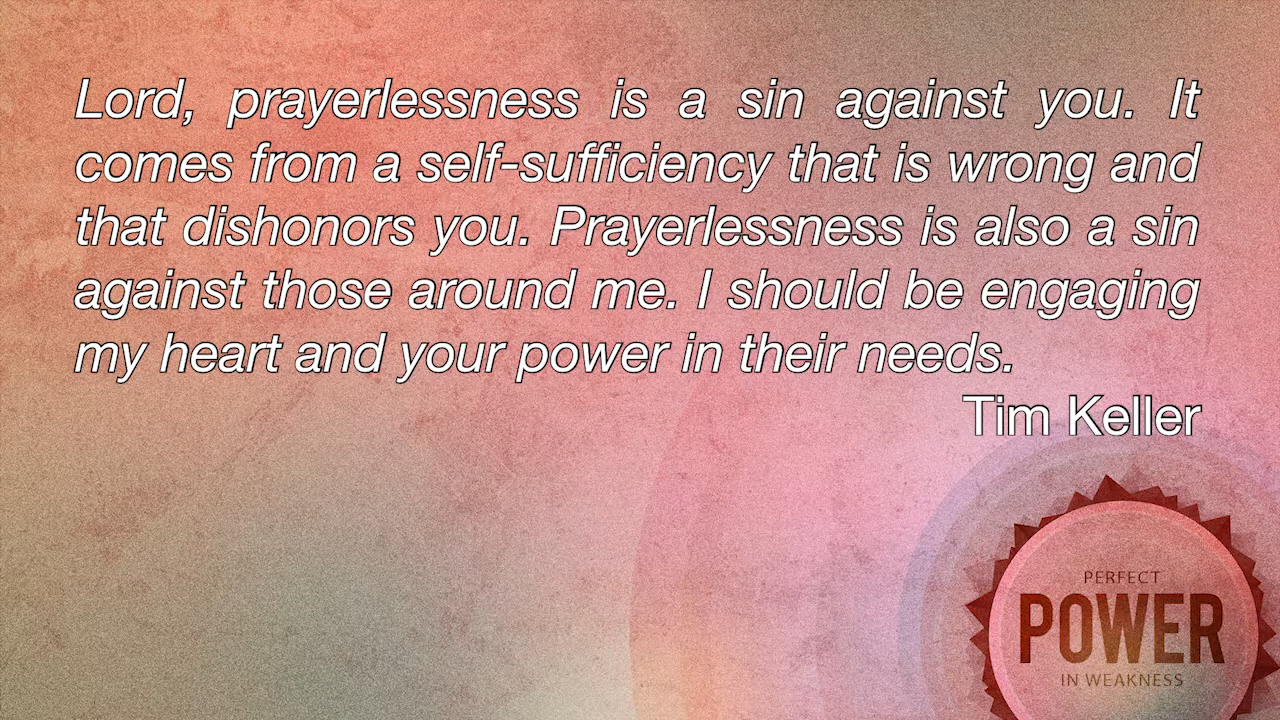 Lord, prayerlessness is a sin against you. It
comes from a self-sufficiency that is wrong and
that dishonors you. Prayerlessness is also a sin
against those around me. I should be engaging
my heart and your power in their needs.
Tim Keller
PERFECT
POWER
IN WEAKNESS